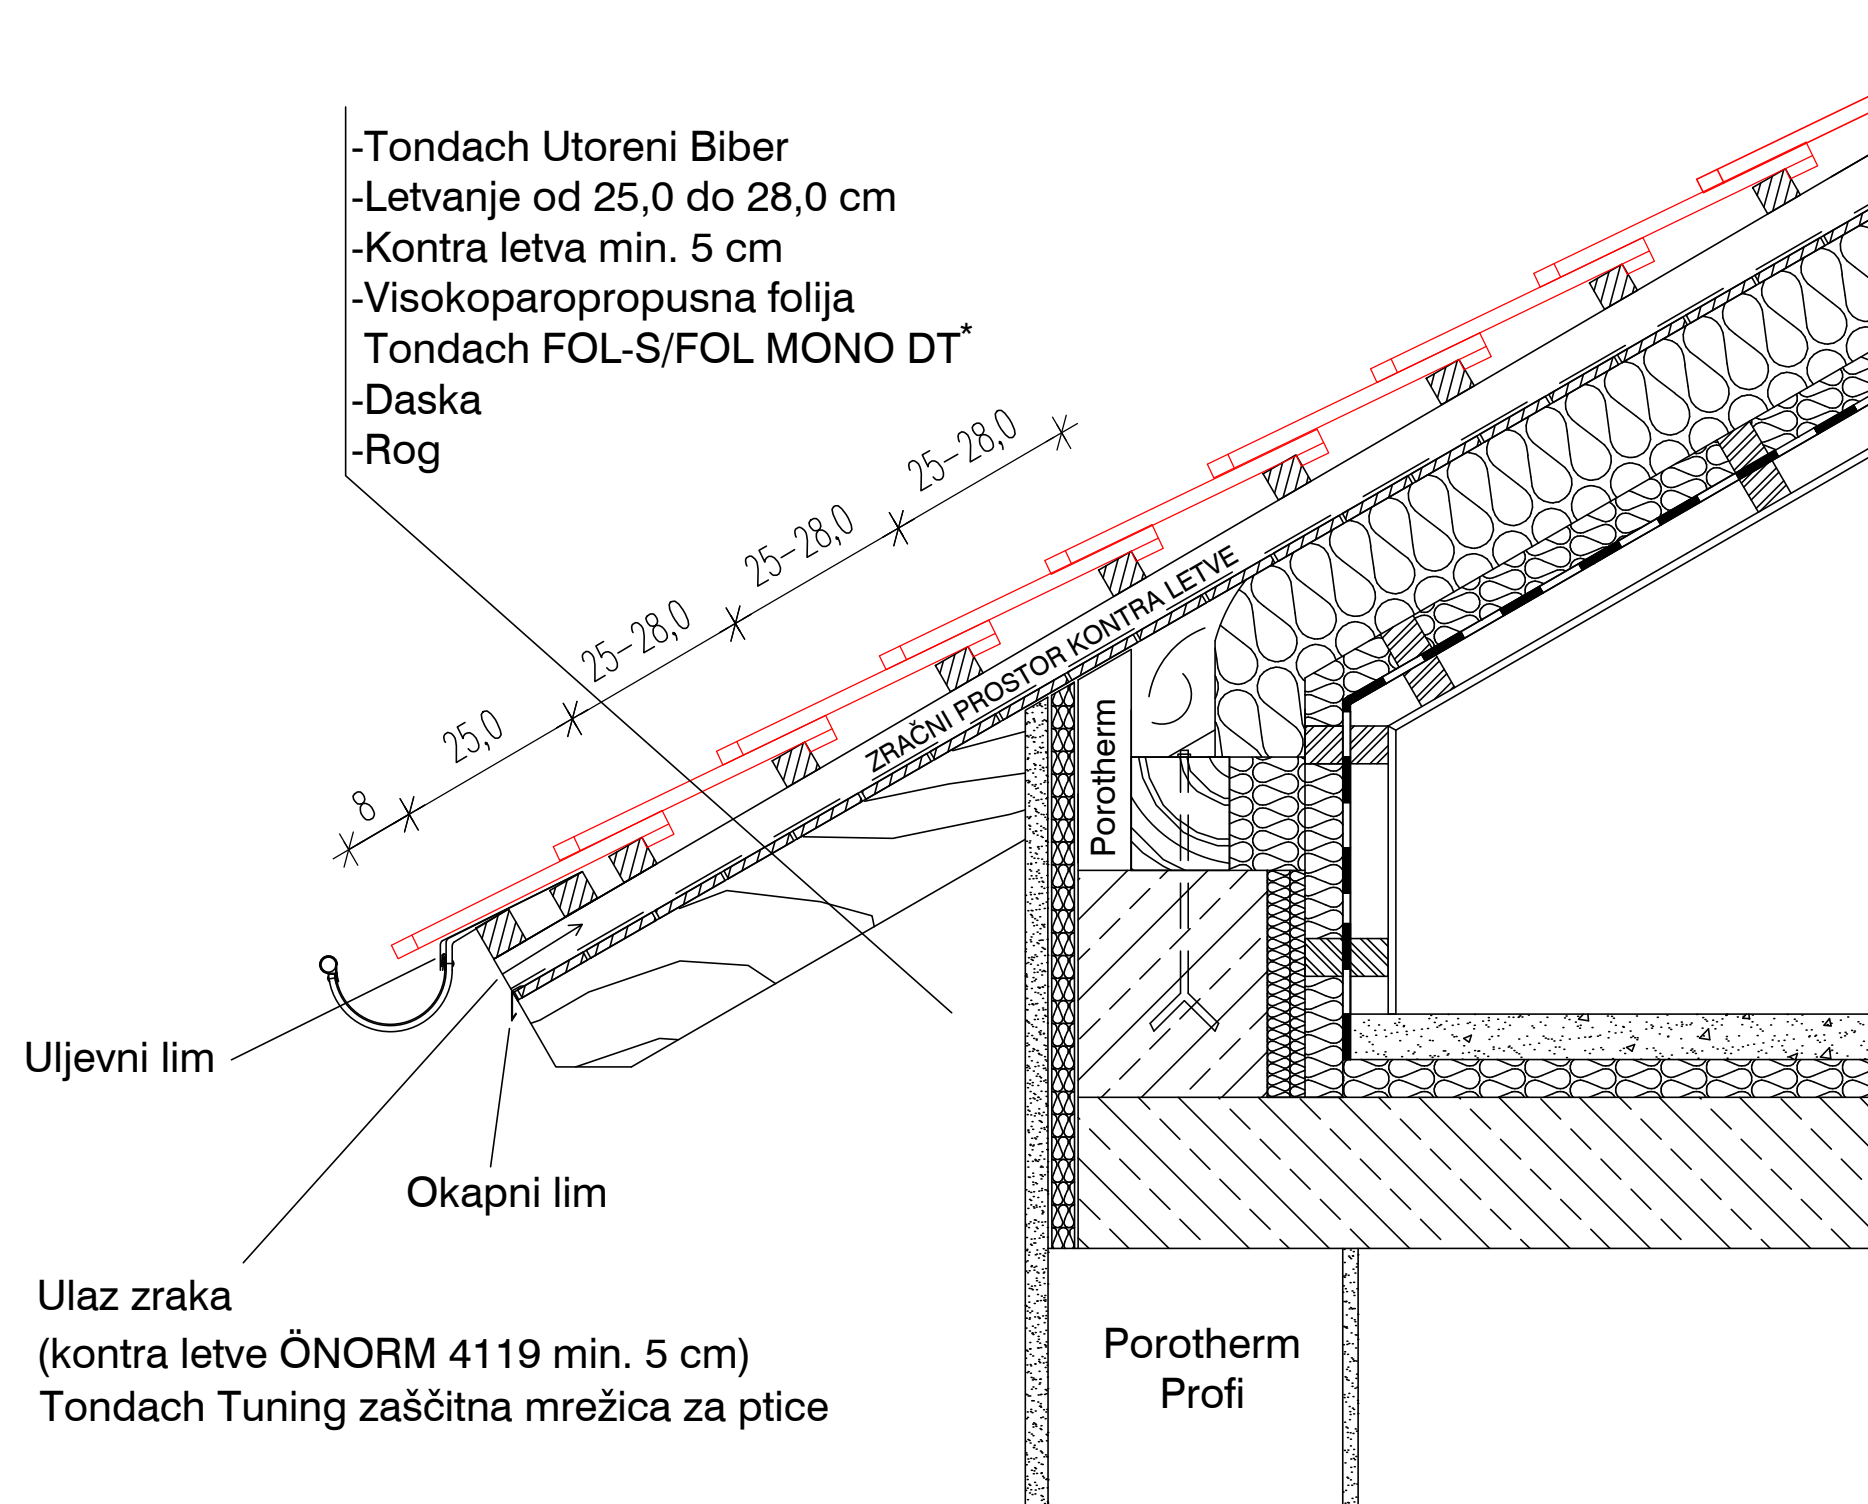 -Tondach Utoreni Biber
-Letvanje od 25,0 do 28,0 cm
-Kontra letva min. 5 cm
-Visokoparopropusna folija
Tondach FOL-S/FOL MONO DT*
-Daska
-Rog
25-28,0
25-28,0
25-28,0
25,0
8
ZRAČNI PROSTOR KONTRA LETVE
Porotherm
Uljevni lim
Okapni lim
Ulaz zraka
(kontra letve ÖNORM 4119 min. 5 cm)
Tondach Tuning zaščitna mrežica za ptice
Porotherm
Profi